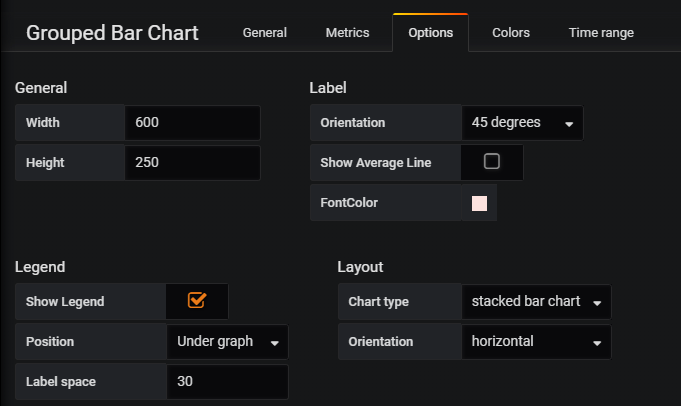 Grouped Bar Chart General Metrics Options Colors Time range
General
Width 600
Height 250
Label
Orientation 45 degrees
Show Average Line
FontColor
Legend
Show Legend
Position Under graph
Label space 30
Layout
Chart type stacked bar chart
Orientation horizontal